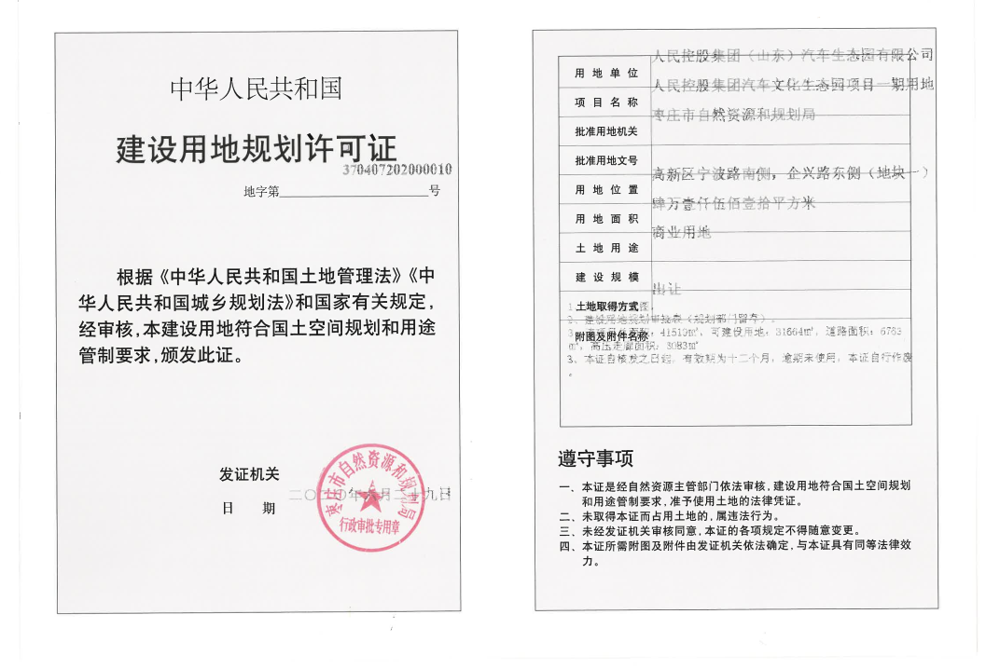 中华人民共和国
建设用地规划许可证
370407202000010
地字第 号
根据《中华人民共和国土地管理法》《中
华人民共和国城乡规划法》和国家有关规定,
经审核,本建设用地符合国土空间规划和用途
管制要求,颁发此证。
发证机关
日 期
枣庄市自然资源和规划局
行政审批专用章
人民控股集团(山东)汽车生态园有限公司
用地单位
人民控股集团汽车文化生态园项目一期用地
项目名称
枣庄市自然资源和规划局
批准用地机关
批准用地文号
高新区宁波路南侧,企兴路东侧(地块一)
用地位置
肆万壹仟伍佰壹拾平方米
用地面积
商业用地
土地用途
建设规模
出让
土地取得方式
2、建设用地规划审批表(规划部门留存)。
附图及附件名称
面积:41510㎡,可建设用地:31664㎡,道路面积:6763
㎡,高压走廊面积:3083㎡
3、本证自核发之日起,有效期为十二个月,逾期未使用,本证自行作废
。
遵守事项
一、本证是经自然资源主管部门依法审核,建设用地符合国土空间规划
和用途管制要求,准予使用土地的法律凭证。
二、未取得本证而占用土地的,属违法行为。
三、未经发证机关审核同意,本证的各项规定不得随意变更。
四、本证所需附图及附件由发证机关依法确定,与本证具有同等法律效
力。